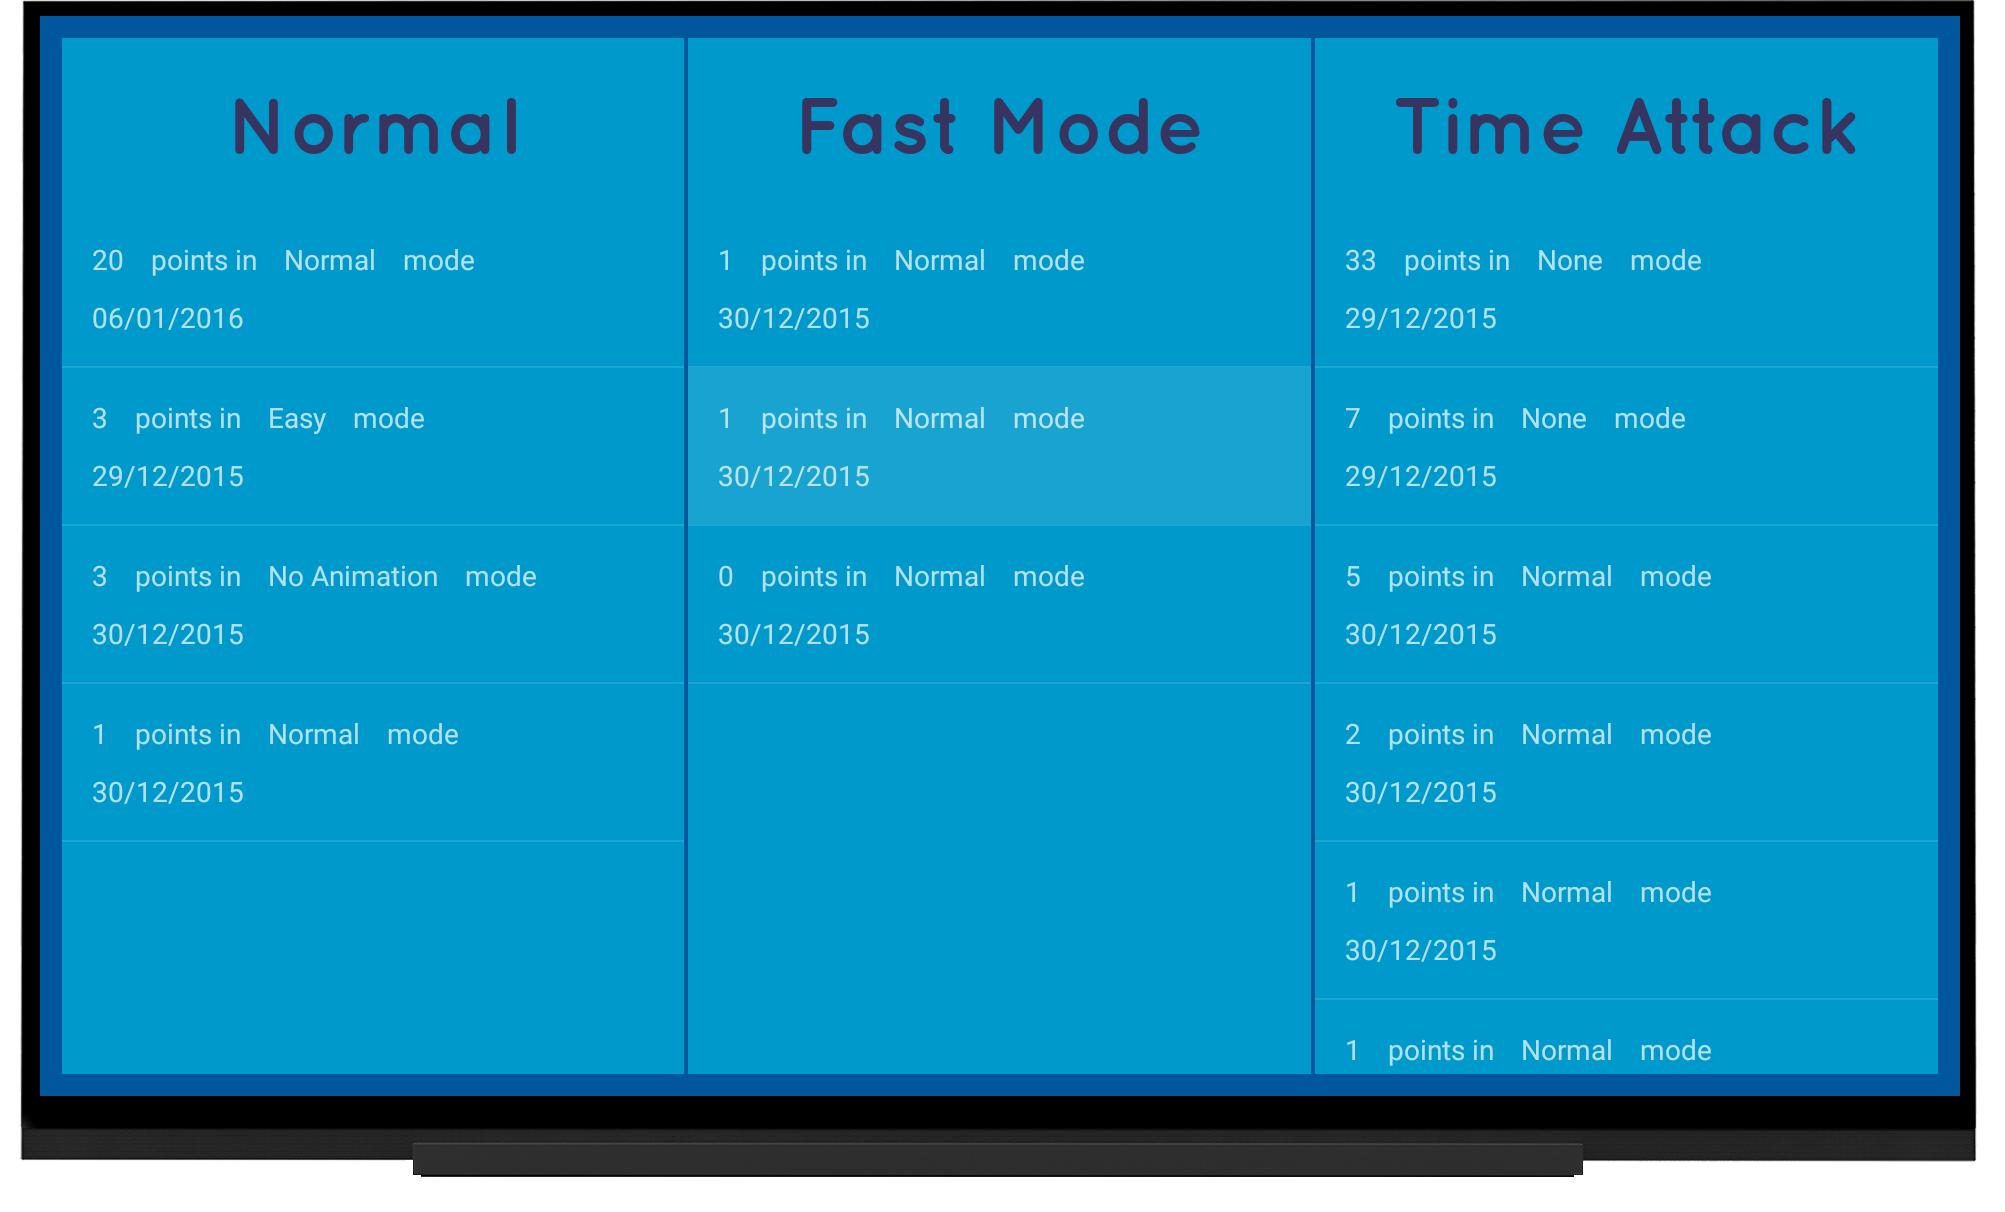 Normal
20 points in Normal mode
06/01/2016
3 points in Easy mode
29/12/2015
3 points in No Animation mode
30/12/2015
1 points in Normal mode
30/12/2015
Fast Mode
1 points in Normal mode
30/12/2015
1 points in Normal mode
30/12/2015
0 points in Normal mode
30/12/2015
Time Attack
33 points in None mode
29/12/2015
7 points in None mode
29/12/2015
5 points in Normal mode
30/12/2015
2 points in Normal mode
30/12/2015
1 points in Normal mode
30/12/2015
1 points in Normal mode